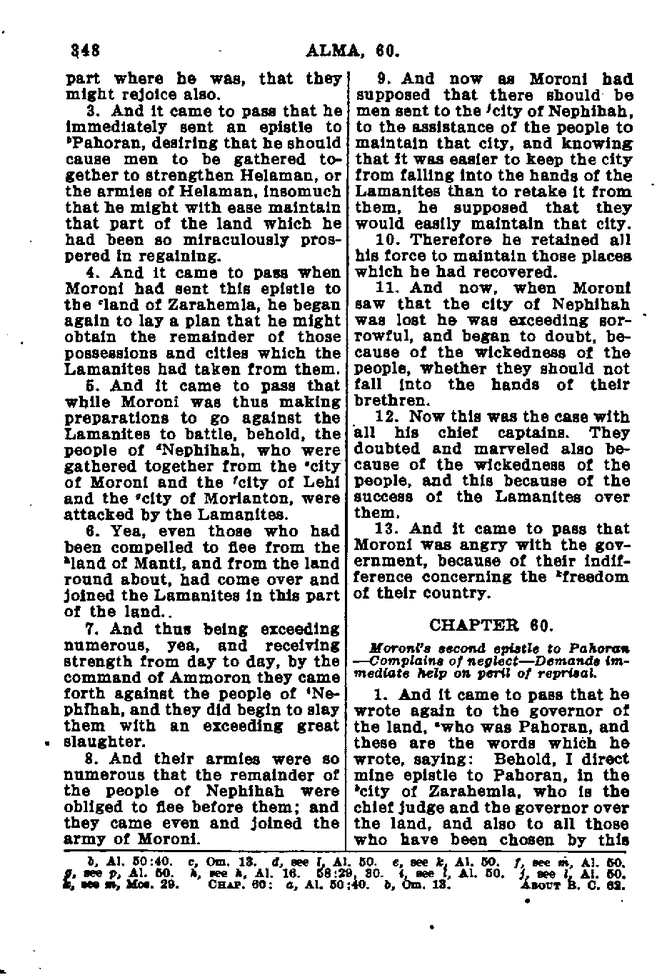 348
ALMA, 60.
part where he was, that they
might rejoice also.
3. And it came to pass that he
immediately sent an epistle to
bPahoran, desiring that he should
cause men to be gathered to-
gether to strengthen Helaman, or
the armies of Helaman, insomuch
that he might with ease maintain
that part of the land which he
had been so miraculously pros-
pered in regaining.
4. And it came to pass when
Moroni had sent this epistle to
the cland of Zarahemla, he began
again to lay a plan that he might
obtain the remainder of those
possessions and cities which the
Lamanites had taken from them.
5. And it came to pass that
while Moroni was thus making
preparations to go against the
Lamanites to battle, behold, the
people of dNephihah, who were
gathered together from the ecity
of Moroni and the fcity of Lehi
and the gcity of Morianton, were
attacked by the Lamanites.
6. Yea, even those who had
been compelled to flee from the
hland of Manti, and from the land
round about, had come over and
joined the Lamanites in this part
of the land..
7. And thus being exceeding
numerous, yea, and receiving
strength from day to day, by the
command of Ammoron they came
forth against the people of iNe-
phihah, and they did begin to slay
them with an exceeding great
slaughter.
8. And their armies were so
numerous that the remainder of
the people of Nephihah were
obliged to flee before them; and
they came even and joined the
army of Moroni.
9. And now as Moroni had
supposed that there should be
men sent to the jcity of Nephihah,
to the assistance of the people to
maintain that city, and knowing
that it was easier to keep the city
from falling into the hands of the
Lamanites than to retake it from
them, he supposed that they
would easily maintain that city.
10. Therefore he retained all
his force to maintain those places
which he had recovered.
11. And now, when Moroni
saw that the city of Nephihah
was lost he was exceeding sor-
rowful, and began to doubt, be-
cause of the wickedness of the
people, whether they should not
fall into the hands of their
brethren.
12. Now this was the case with
all his chief captains. They
doubted and marveled also be-
cause of the wickedness of the
people, and this because of the
success of the Lamanites over
them.
13. And it came to pass that
Moroni was angry with the gov-
ernment, because of their indif-
ference concerning the kfreedom
of their country.
CHAPTER 60.
Moroni's second epistle to Pahoran
—Complains of neglect—Demands im-
mediate help on peril of reprisal.
1. And it came to pass that he
wrote again to the governor of
the land, awho was Pahoran, and
these are the words which he
wrote, saying: Behold, I direct
mine epistle to Pahoran, in the
bcity of Zarahemla, who is the
chief judge and the governor over
the land, and also to all those
who have been chosen by this
b, Al. 50:40. c, Om. 13. d, see l, Al. 50. e, see k, Al. 50. f, see m, Al. 50.
g, see p, Al. 50. h, see h, Al. 16. 58:29, 30. i, see l, Al. 50. j, see l, Al. 50.
k, see m, Mos. 29. CHAP. 60: a, Al. 50:40. b, Om. 13. ABOUT B. C. 62.